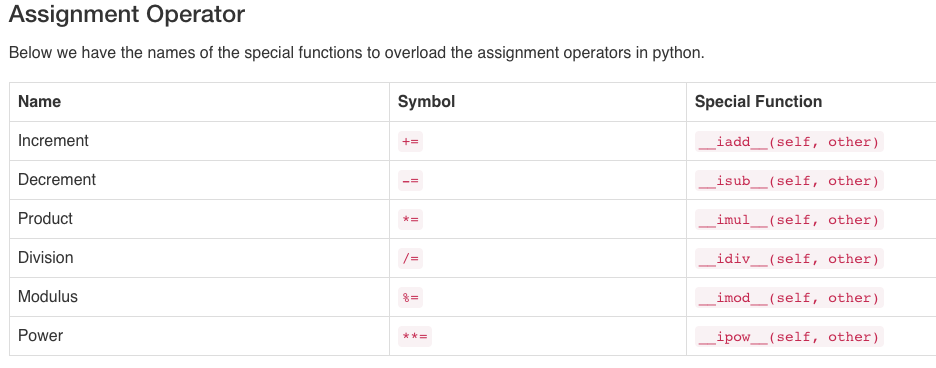 Assignment Operator
Below we have the names of the special functions to overload the assignment operators in python.
Name Symbol Special Function
Increment += __iadd__(self, other)
Decrement -= __isub__(self, other)
Product *= __imul__(self, other)
Division /= __idiv__(self, other)
Modulus %= __imod__(self, other)
Power **= __ipow__(self, other)